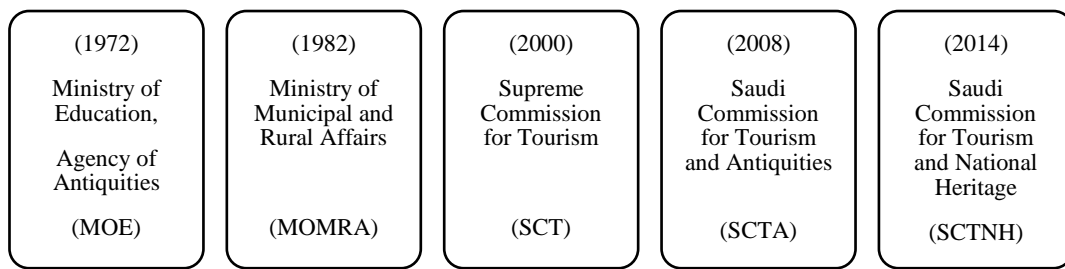 (1972)
Ministry of
Education,
Agency of
Antiquities
(MOE)
(1982)
Ministry of
Municipal and
Rural Affairs
(MOMRA)
(2000)
Supreme
Commission
for Tourism
(SCT)
(2008)
Saudi
Commission
for Tourism
and Antiquities
(SCTA)
(2014)
Saudi
Commission
for Tourism
and National
Heritage
(SCTNH)